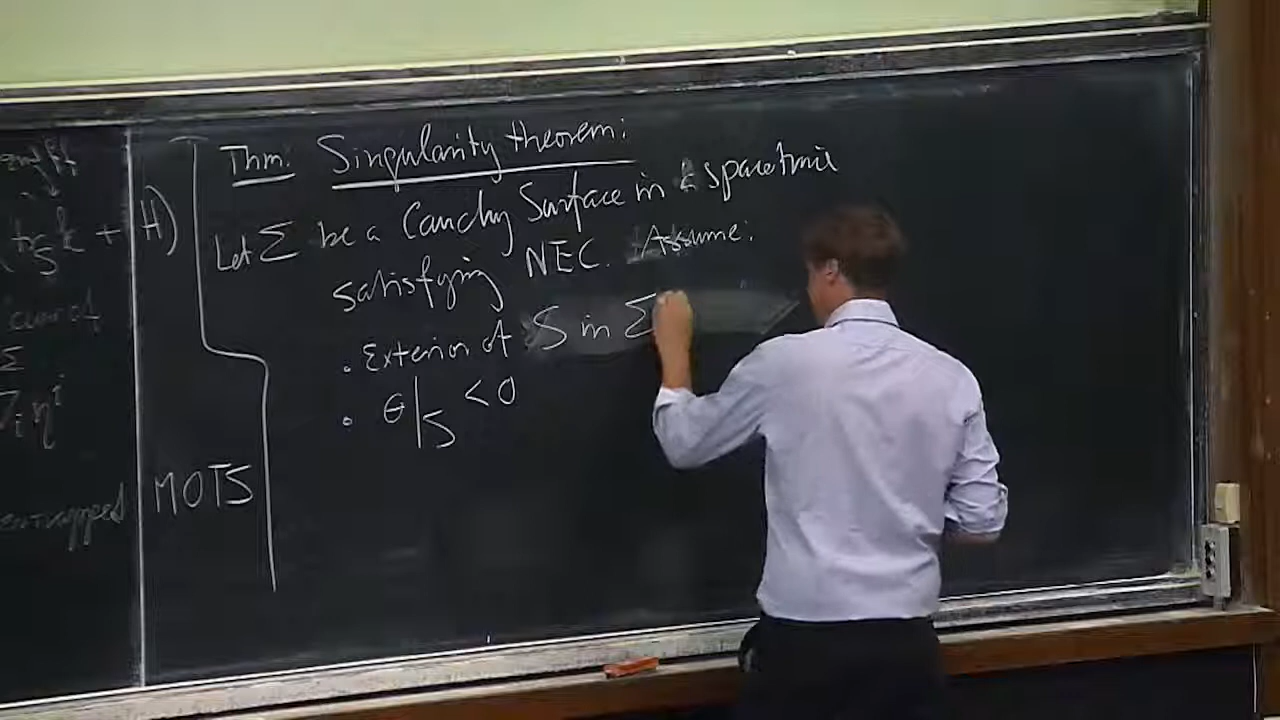 + H)
MOTS
Thm: Singularity theorem:
Let Σ be a Cauchy Surface in a spacetime
satisfying NEC. Assume:
• Exterior of S in Σ
• θ|S < 0